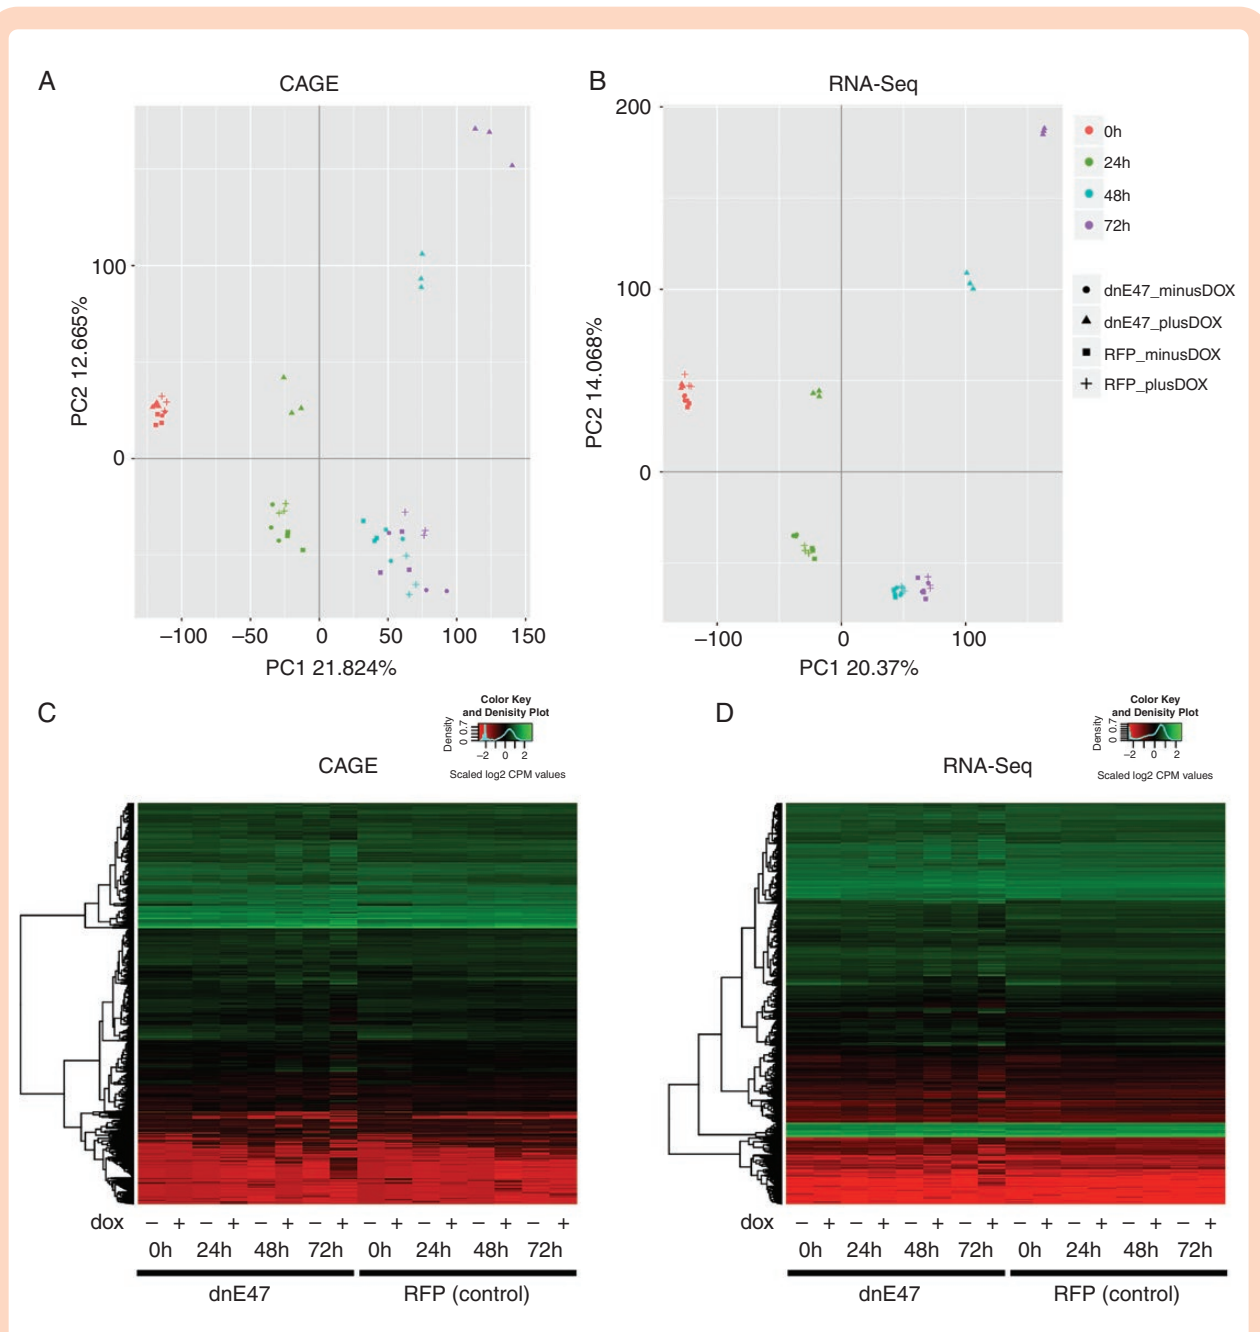 A
CAGE
PC2 12.665%
100
0
−100
−50
0
50
100
150
PC1 21.824%
B
RNA-Seq
PC2 14.068%
200
100
0
−100
0
100
PC1 20.37%
0h
24h
48h
72h
dnE47_minusDOX
dnE47_plusDOX
RFP_minusDOX
RFP_plusDOX
C
Color Key
and Denisity Plot
Density
0 0.7
−2 0 2
Scaled log2 CPM values
CAGE
dox − + − + − + − + − + − + − + − +
0h 24h 48h 72h 0h 24h 48h 72h
dnE47 RFP (control)
D
Color Key
and Denisity Plot
Density
0 0.7
−2 0 2
Scaled log2 CPM values
RNA-Seq
dox − + − + − + − + − + − + − + − +
0h 24h 48h 72h 0h 24h 48h 72h
dnE47 RFP (control)